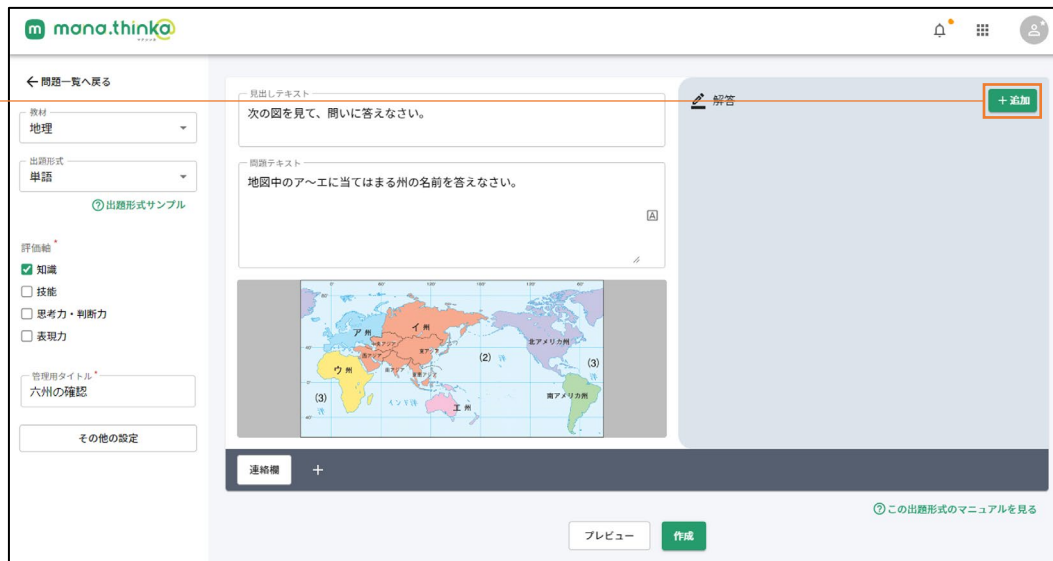 mana.thinka
← 問題一覧へ戻る
教材
地理
出題形式
単語
出題形式サンプル
評価軸 *
知識
技能
思考力・判断力
表現力
管理用タイトル *
六州の確認
その他の設定
見出しテキスト
次の図を見て、問いに答えなさい。
問題テキスト
地図中のア～エに当てはまる州の名前を答えなさい。
A
ア 州
イ 州
ウ 州
エ 州
北アメリカ州
南アメリカ州
(2) 洋
(3) 洋
(3) 洋
インド洋
連絡欄 +
解答
+ 追加
この出題形式のマニュアルを見る
プレビュー
作成